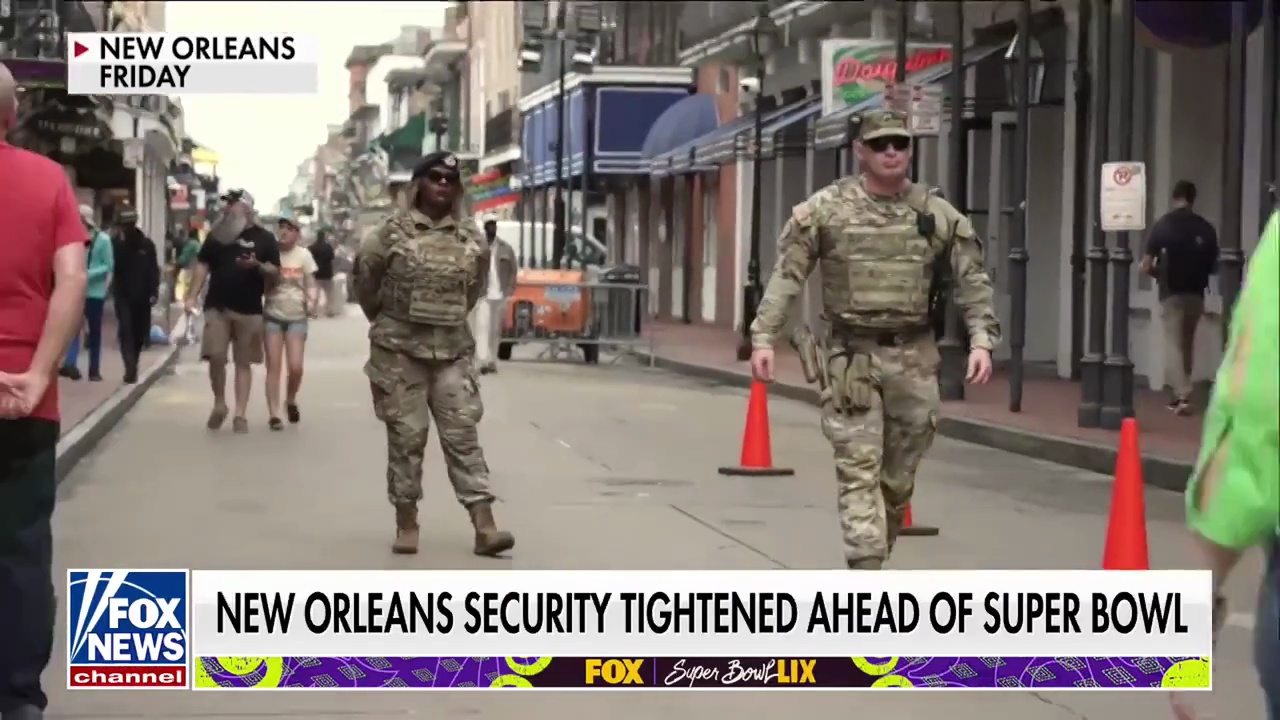 NEW ORLEANS
FRIDAY
FOX
NEWS
channel
NEW ORLEANS SECURITY TIGHTENED AHEAD OF SUPER BOWL
FOX Super Bowl LIX